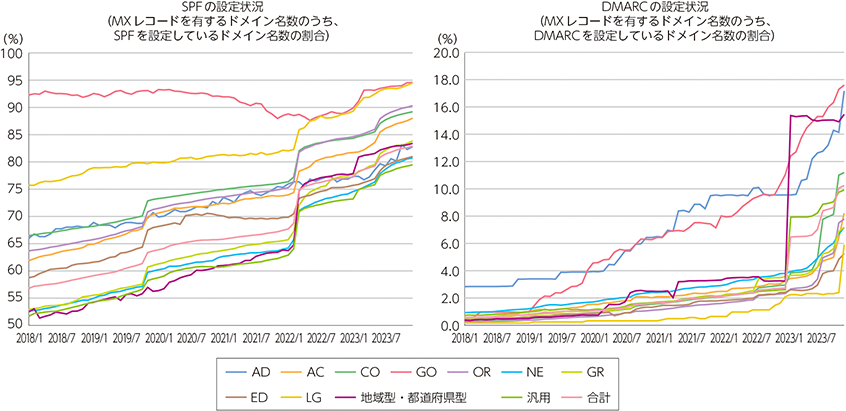 SPFの設定状況
(MXレコードを有するドメイン名数のうち、
SPFを設定しているドメイン名数の割合)
(%)
100
95
90
85
80
75
70
65
60
55
50
2018/1 2018/7 2019/1 2019/7 2020/1 2020/7 2021/1 2021/7 2022/1 2022/7 2023/1 2023/7
DMARCの設定状況
(MXレコードを有するドメイン名数のうち、
DMARCを設定しているドメイン名数の割合)
(%)
20.0
18.0
16.0
14.0
12.0
10.0
8.0
6.0
4.0
2.0
0.0
2018/1 2018/7 2019/1 2019/7 2020/1 2020/7 2021/1 2021/7 2022/1 2022/7 2023/1 2023/7
AD AC CO GO OR NE GR
ED LG 地域型・都道府県型 汎用 合計